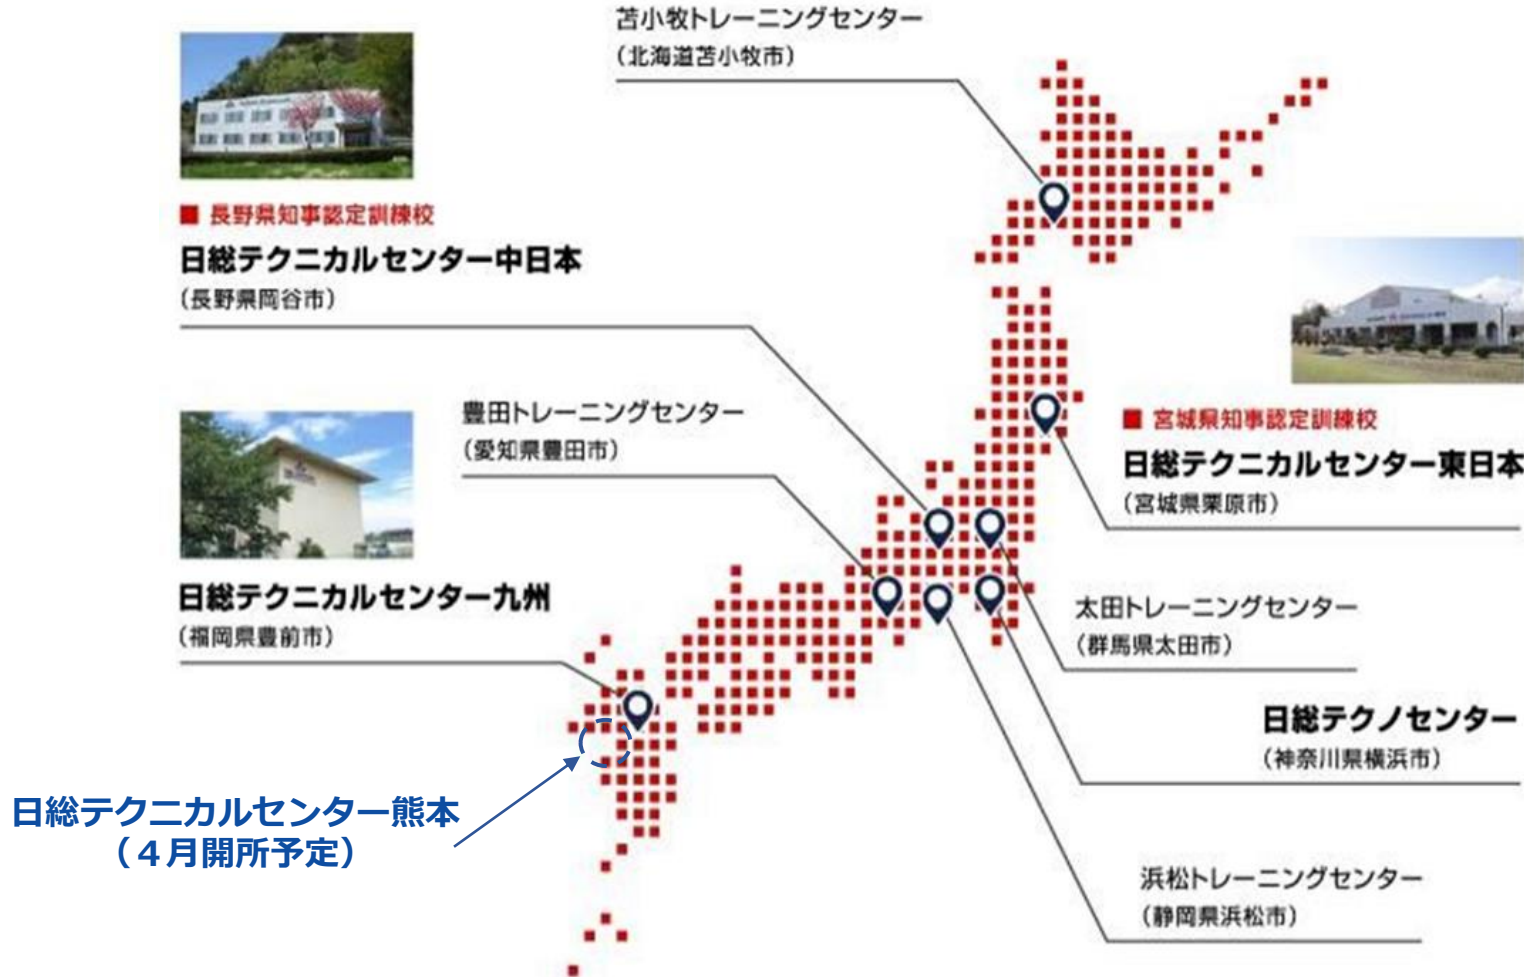 苫小牧トレーニングセンター
（北海道苫小牧市）
■ 長野県知事認定訓練校
日総テクニカルセンター中日本
（長野県岡谷市）
豊田トレーニングセンター
（愛知県豊田市）
■ 宮城県知事認定訓練校
日総テクニカルセンター東日本
（宮城県栗原市）
日総テクニカルセンター九州
（福岡県豊前市）
太田トレーニングセンター
（群馬県太田市）
日総テクノセンター
（神奈川県横浜市）
日総テクニカルセンター熊本
（４月開所予定）
浜松トレーニングセンター
（静岡県浜松市）